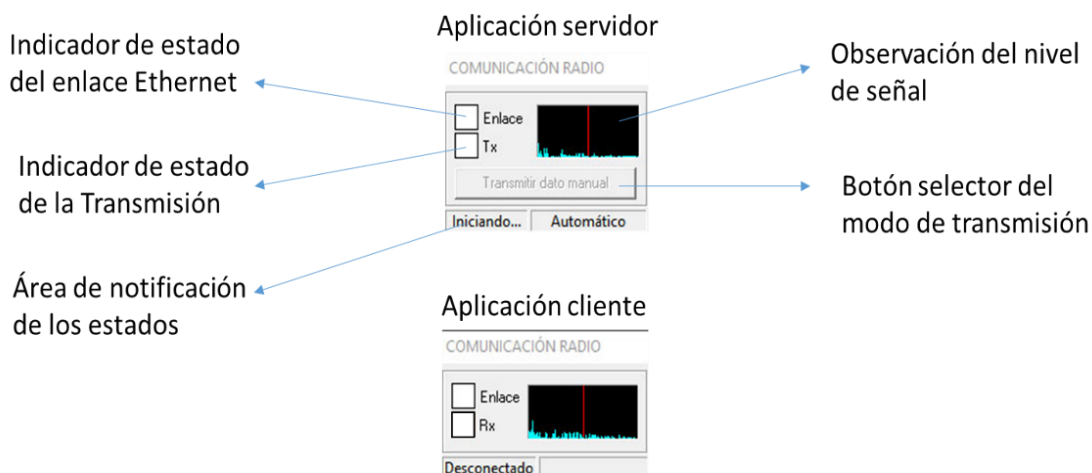 Aplicación servidor
Indicador de estado
del enlace Ethernet
COMUNICACIÓN RADIO
Observación del nivel
de señal
Enlace
Tx
Indicador de estado
de la Transmisión
Transmitir dato manual
Botón selector del
modo de transmisión
Iniciando...
Automático
Área de notificación
de los estados
Aplicación cliente
COMUNICACIÓN RADIO
Enlace
Rx
Desconectado